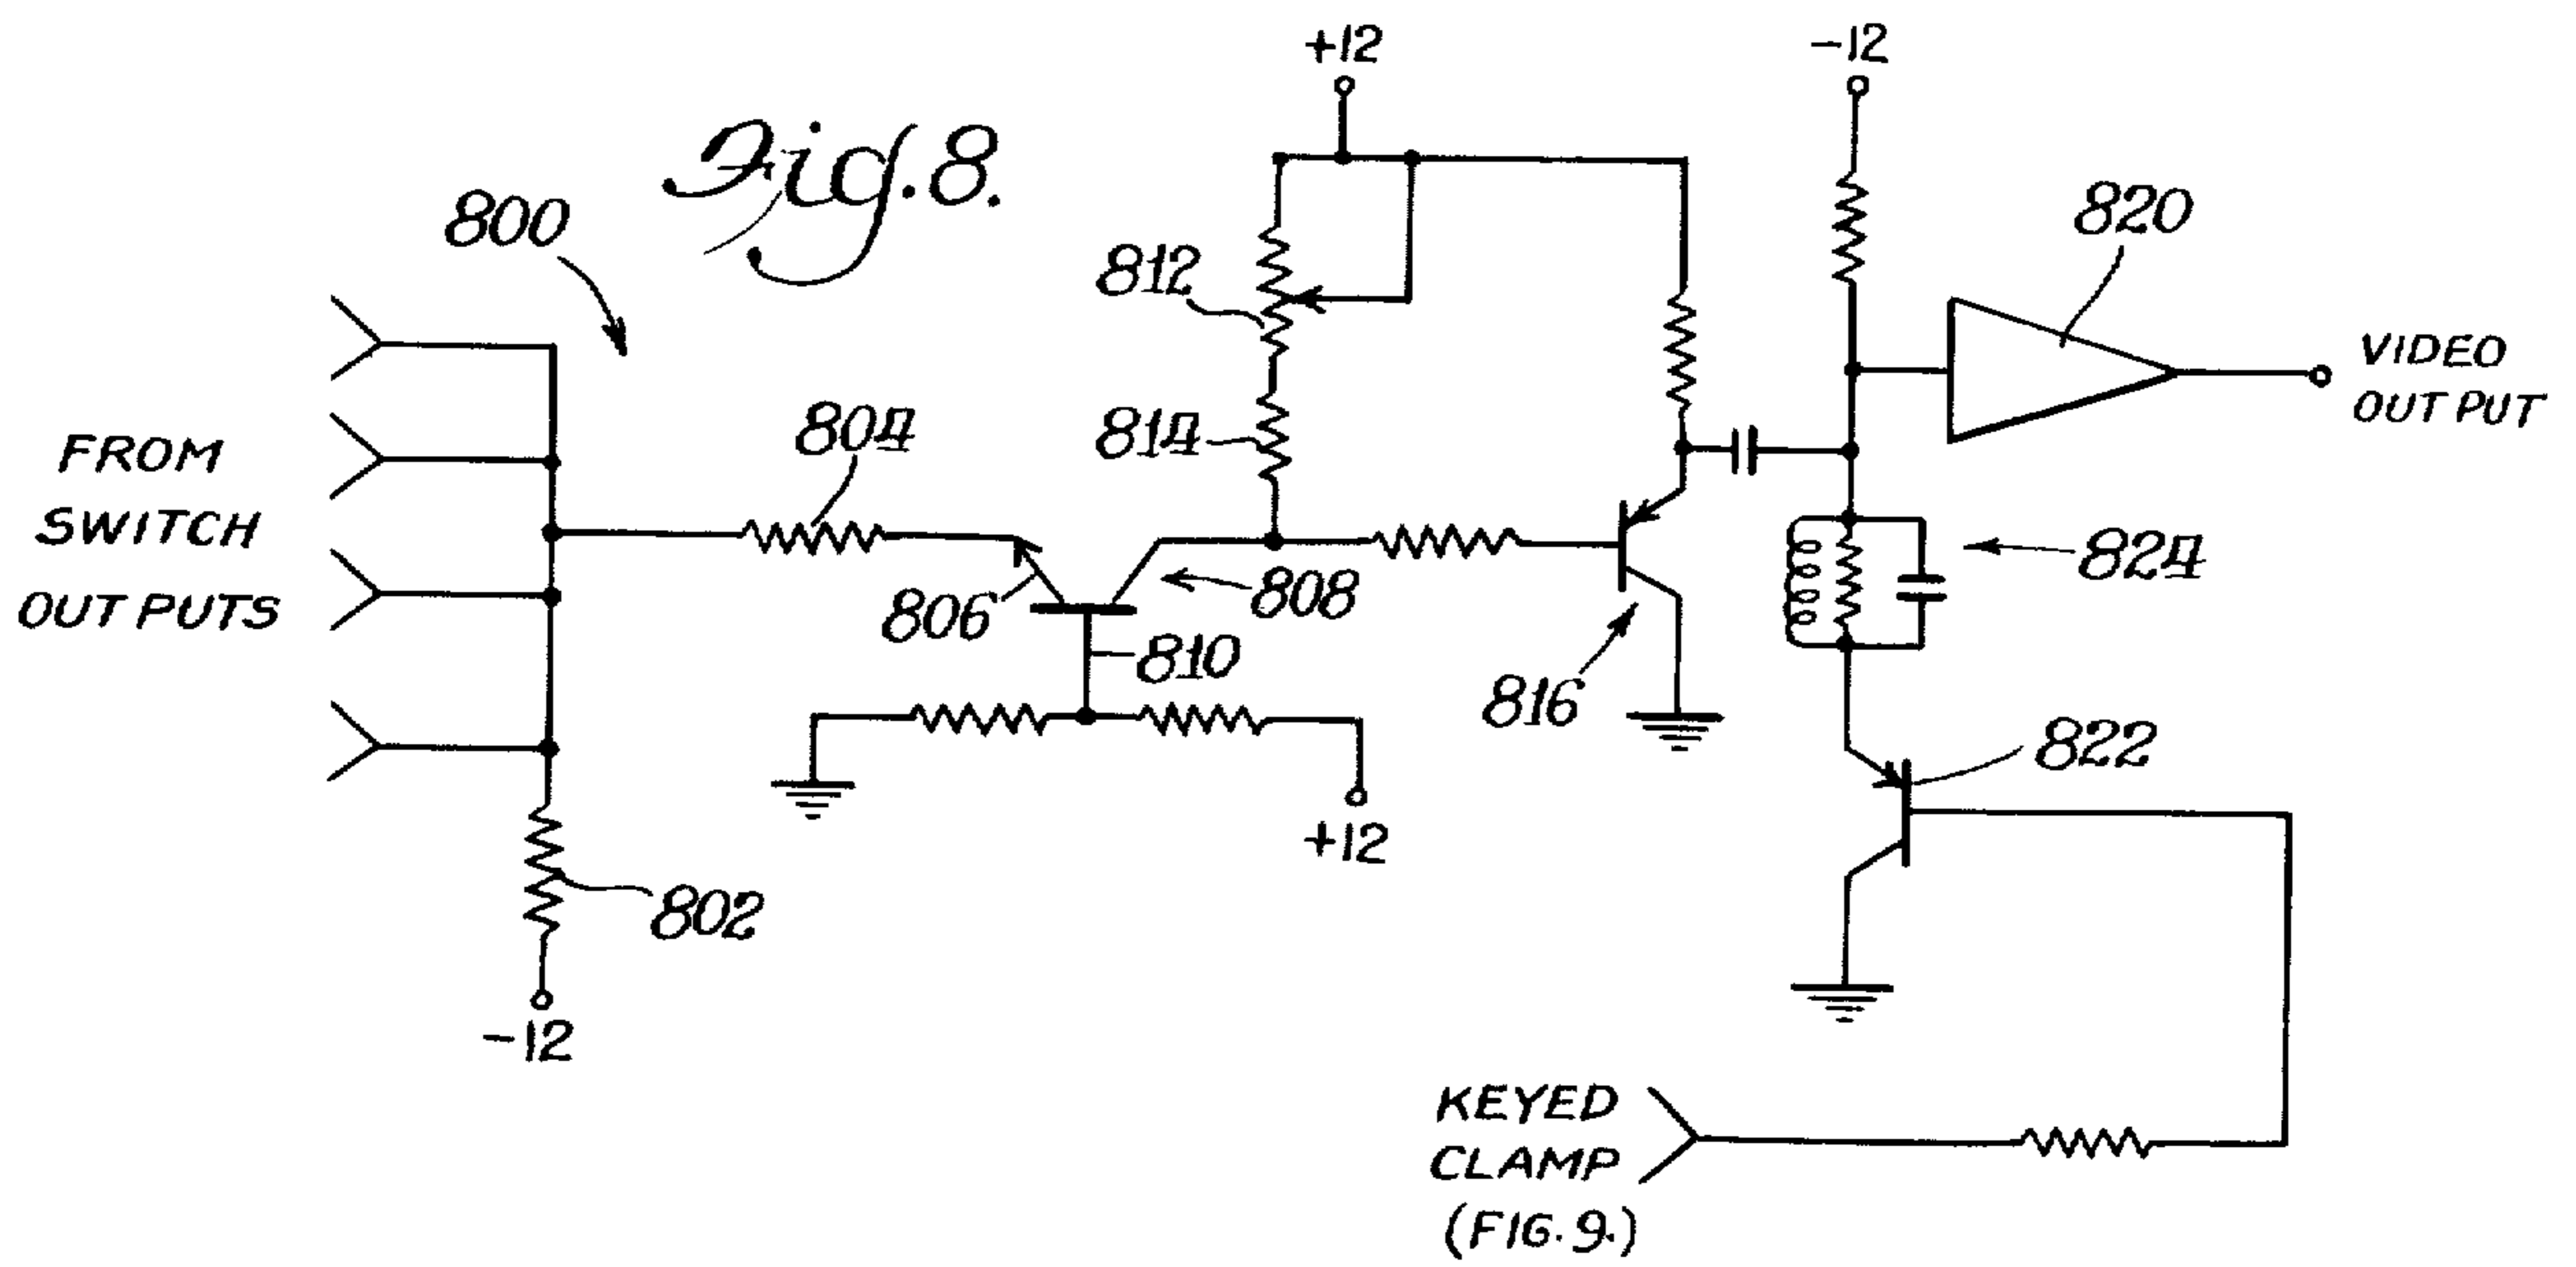 Fig. 8.
+12
-12
800
820
812
VIDEO
OUTPUT
804
814
FROM
SWITCH
OUTPUTS
824
806
808
810
816
822
+12
802
-12
KEYED
CLAMP
(FIG. 9.)